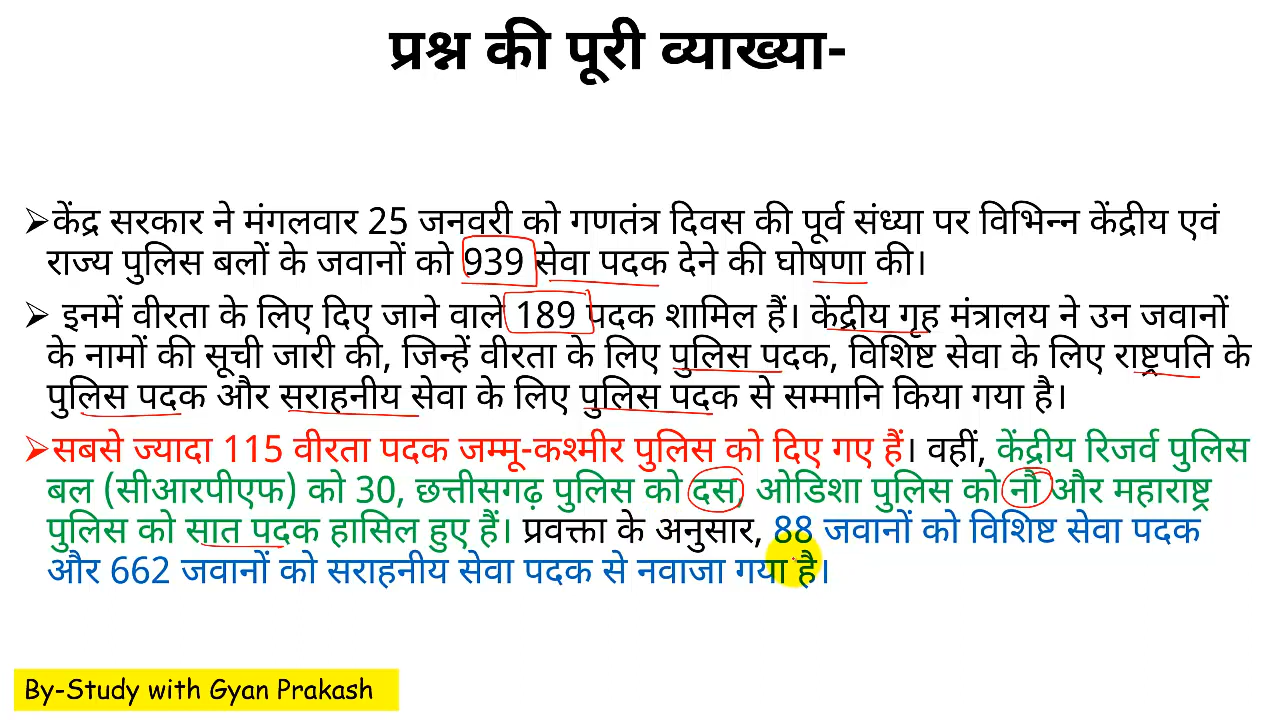 प्रश्न की पूरी व्याख्या-
➢केंद्र सरकार ने मंगलवार 25 जनवरी को गणतंत्र दिवस की पूर्व संध्या पर विभिन्न केंद्रीय एवं
राज्य पुलिस बलों के जवानों को 939 सेवा पदक देने की घोषणा की।
➢ इनमें वीरता के लिए दिए जाने वाले 189 पदक शामिल हैं। केंद्रीय गृह मंत्रालय ने उन जवानों
के नामों की सूची जारी की, जिन्हें वीरता के लिए पुलिस पदक, विशिष्ट सेवा के लिए राष्ट्रपति के
पुलिस पदक और सराहनीय सेवा के लिए पुलिस पदक से सम्मानि किया गया है।
➢सबसे ज्यादा 115 वीरता पदक जम्मू-कश्मीर पुलिस को दिए गए हैं। वहीं, केंद्रीय रिजर्व पुलिस
बल (सीआरपीएफ) को 30, छत्तीसगढ़ पुलिस को दस, ओडिशा पुलिस को नौ और महाराष्ट्र
पुलिस को सात पदक हासिल हुए हैं। प्रवक्ता के अनुसार, 88 जवानों को विशिष्ट सेवा पदक
और 662 जवानों को सराहनीय सेवा पदक से नवाजा गया है।
By-Study with Gyan Prakash